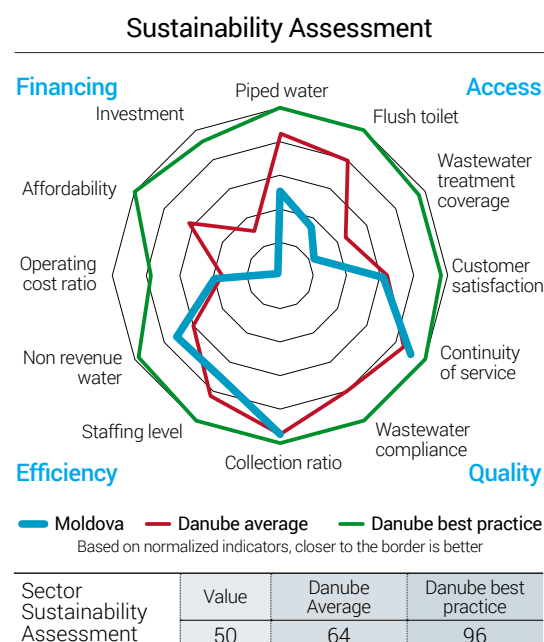 Sustainability Assessment
Financing
Access
Piped water
Investment
Flush toilet
Wastewater
treatment
coverage
Affordability
Operating
cost ratio
Customer
satisfaction
Non revenue
water
Continuity
of service
Staffing level
Wastewater
compliance
Collection ratio
Efficiency
Quality
Moldova
Danube average
Danube best practice
Based on normalized indicators, closer to the border is better
Sector
Sustainability
Assessment
Value
Danube
Average
Danube best
practice
50
64
96